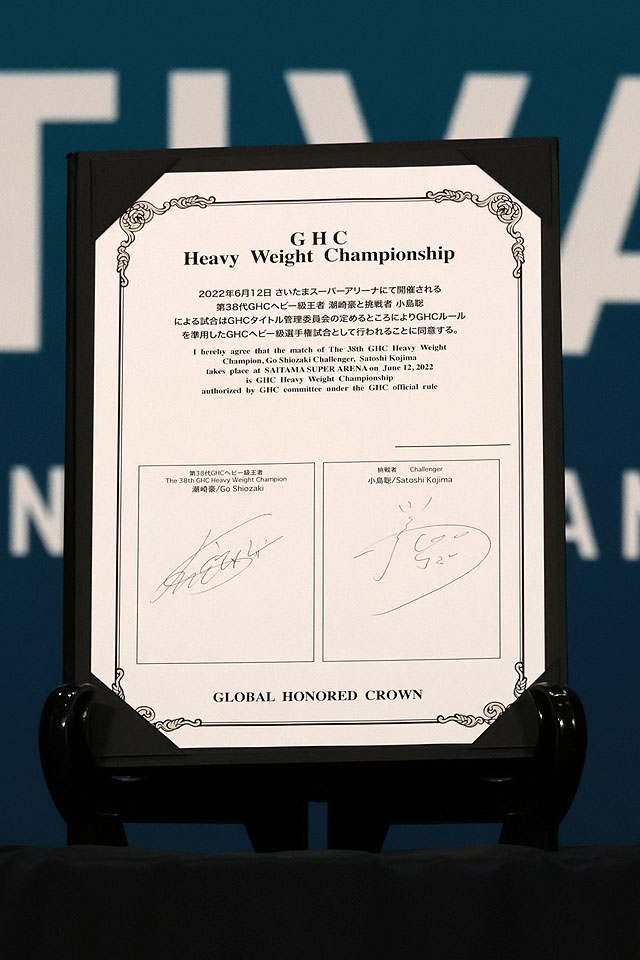 TIVA
GHC
Heavy Weight Championship
2022年6月12日 さいたまスーパーアリーナにて開催される
第38代GHCヘビー級王者 潮崎豪と挑戦者 小島聡
による試合はGHCタイトル管理委員会の定めるところによりGHCルール
を準用したGHCヘビー級選手権試合として行われることに同意する。
I hereby agree that the match of The 38th GHC Heavy Weight
Champion, Go Shiozaki Challenger, Satoshi Kojima
takes place at SAITAMA SUPER ARENA on June 12, 2022
is GHC Heavy Weight Championship
authorized by GHC committee under the GHC official rule
第38代GHCヘビー級王者
The 38th GHC Heavy Weight Champion
潮崎豪/Go Shiozaki
挑戦者 Challenger
小島聡/Satoshi Kojima
N
AN
GLOBAL HONORED CROWN